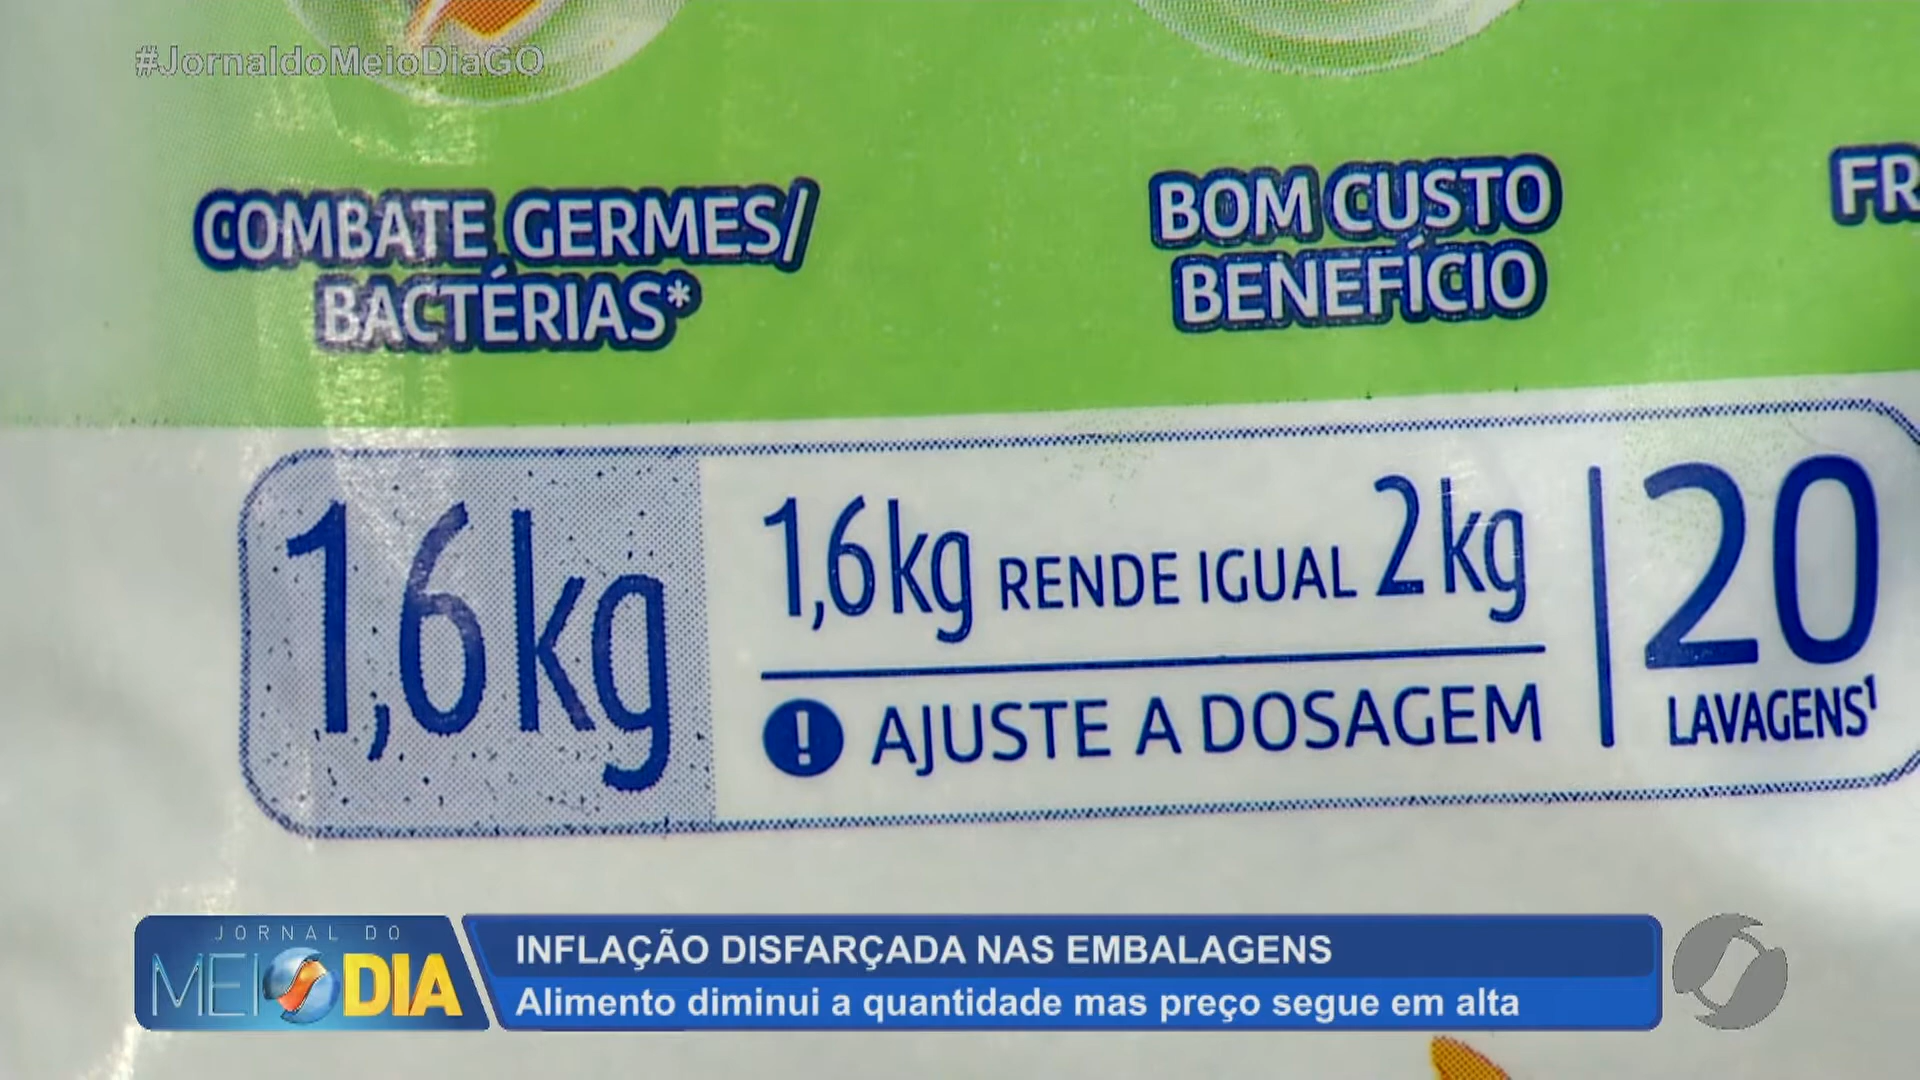 #JornaldoMeioDiaGO
COMBATE GERMES/
BACTÉRIAS*
BOM CUSTO
BENEFÍCIO
FR
1,6kg
1,6kg RENDE IGUAL 2kg
! AJUSTE A DOSAGEM
20
LAVAGENS¹
JORNAL DO
MEIO DIA
INFLAÇÃO DISFARÇADA NAS EMBALAGENS
Alimento diminui a quantidade mas preço segue em alta